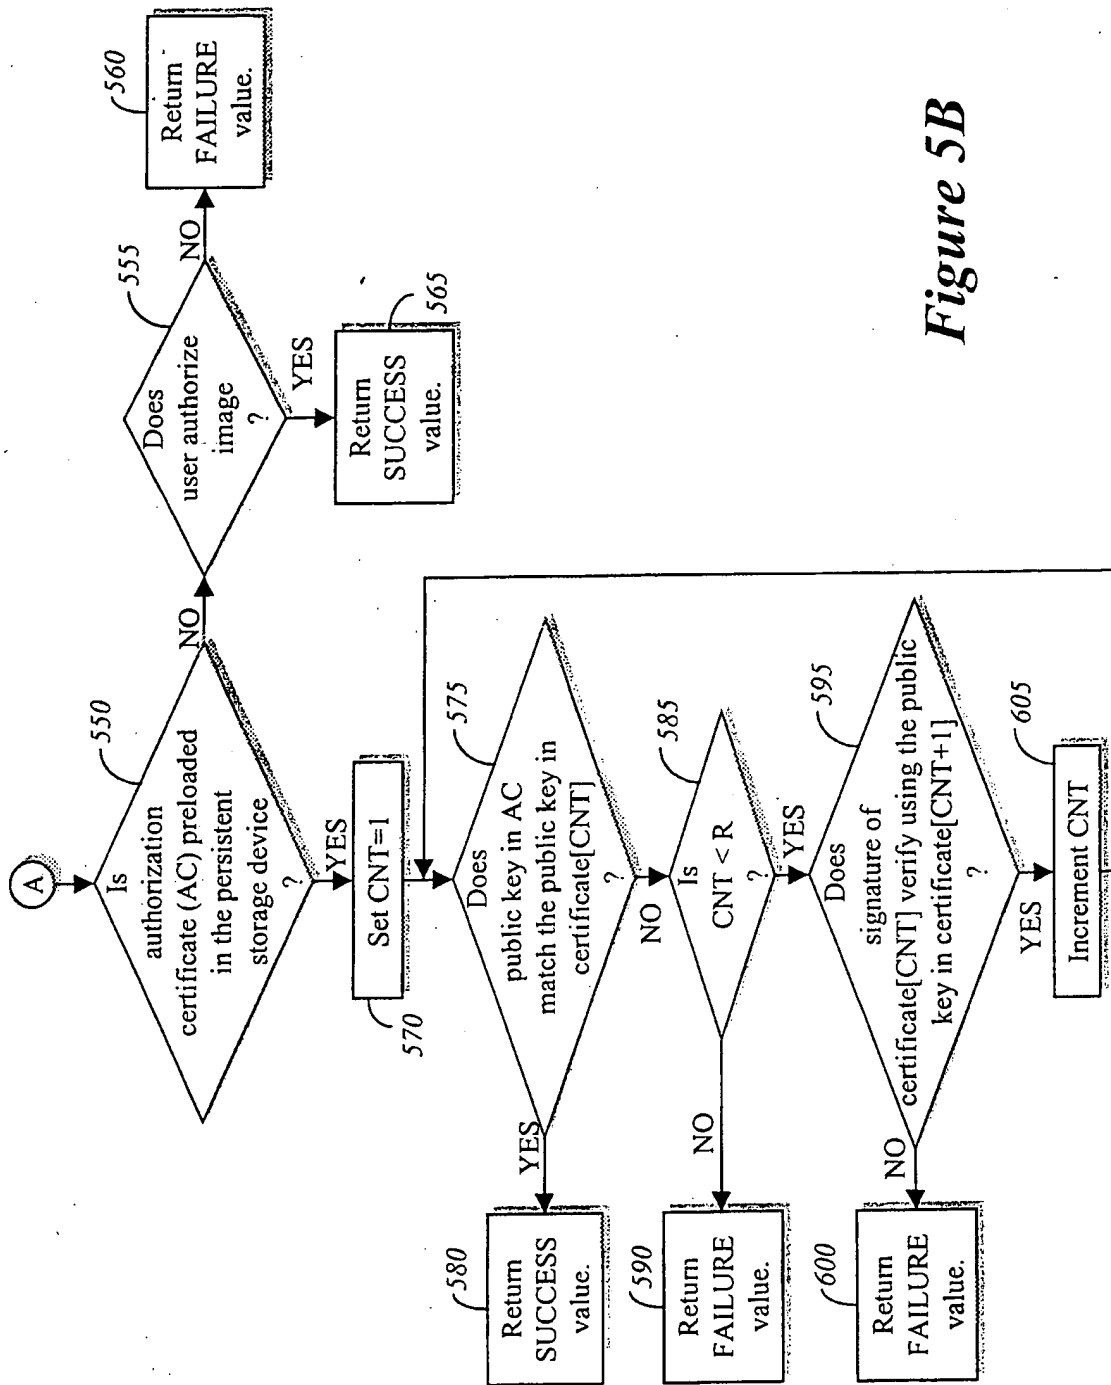 A
550
Is
authorization
certificate (AC) preloaded
in the persistent
storage device
?
NO
YES
555
Does
user authorize
image
?
NO
YES
560
Return
FAILURE
value.
565
Return
SUCCESS
value.
570
Set CNT=1
575
Does
public key in AC
match the public key in
certificate[CNT]
?
YES
NO
580
Return
SUCCESS
value.
585
Is
CNT < R
?
NO
YES
590
Return
FAILURE
value.
595
Does
signature of
certificate[CNT] verify using the public
key in certificate[CNT+1]
?
NO
YES
600
Return
FAILURE
value.
605
Increment CNT
Figure 5B